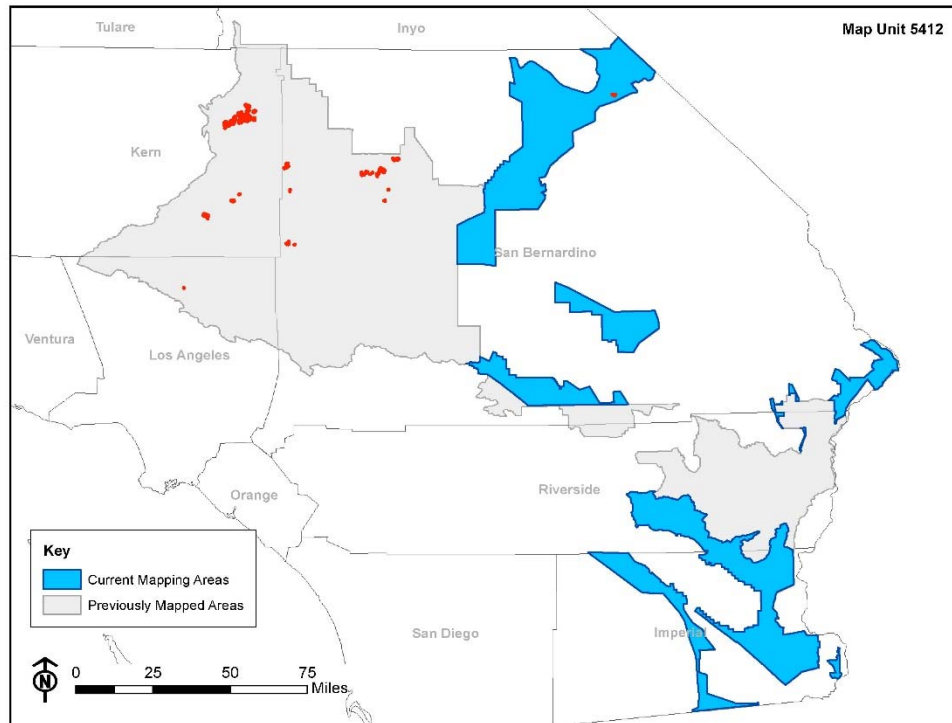 Tulare
Inyo
Map Unit 5412
Kern
San Bernardino
Ventura
Los Angeles
Orange
Riverside
Key
Current Mapping Areas
Previously Mapped Areas
San Diego
Imperial
N
0 25 50 75
Miles